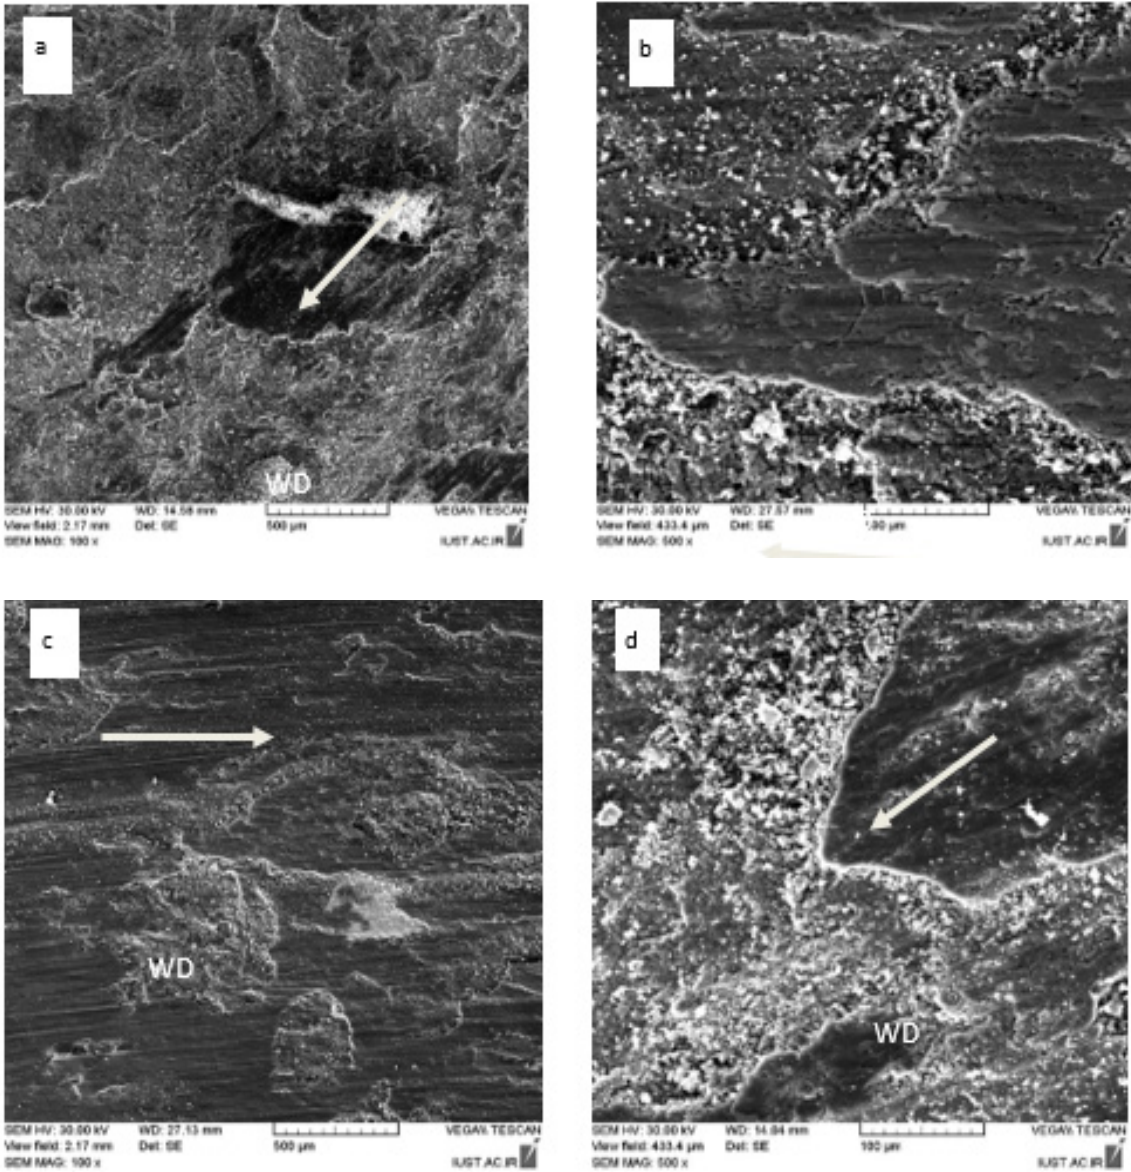 a
WD
SEM HV: 30.00 kV WD: 14.58 mm VEGA\\ TESCAN
View field: 2.17 mm Det: SE 500 µm
SEM MAG: 100 x IUST.AC.IR
b
SEM HV: 30.00 kV WD: 27.57 mm VEGA\\ TESCAN
View field: 433.4 µm Det: SE 100 µm
SEM MAG: 500 x IUST.AC.IR
c
WD
SEM HV: 30.00 kV WD: 27.13 mm VEGA\\ TESCAN
View field: 2.17 mm Det: SE 500 µm
SEM MAG: 100 x IUST.AC.IR
d
WD
SEM HV: 30.00 kV WD: 14.84 mm VEGA\\ TESCAN
View field: 433.4 µm Det: SE 100 µm
SEM MAG: 500 x IUST.AC.IR